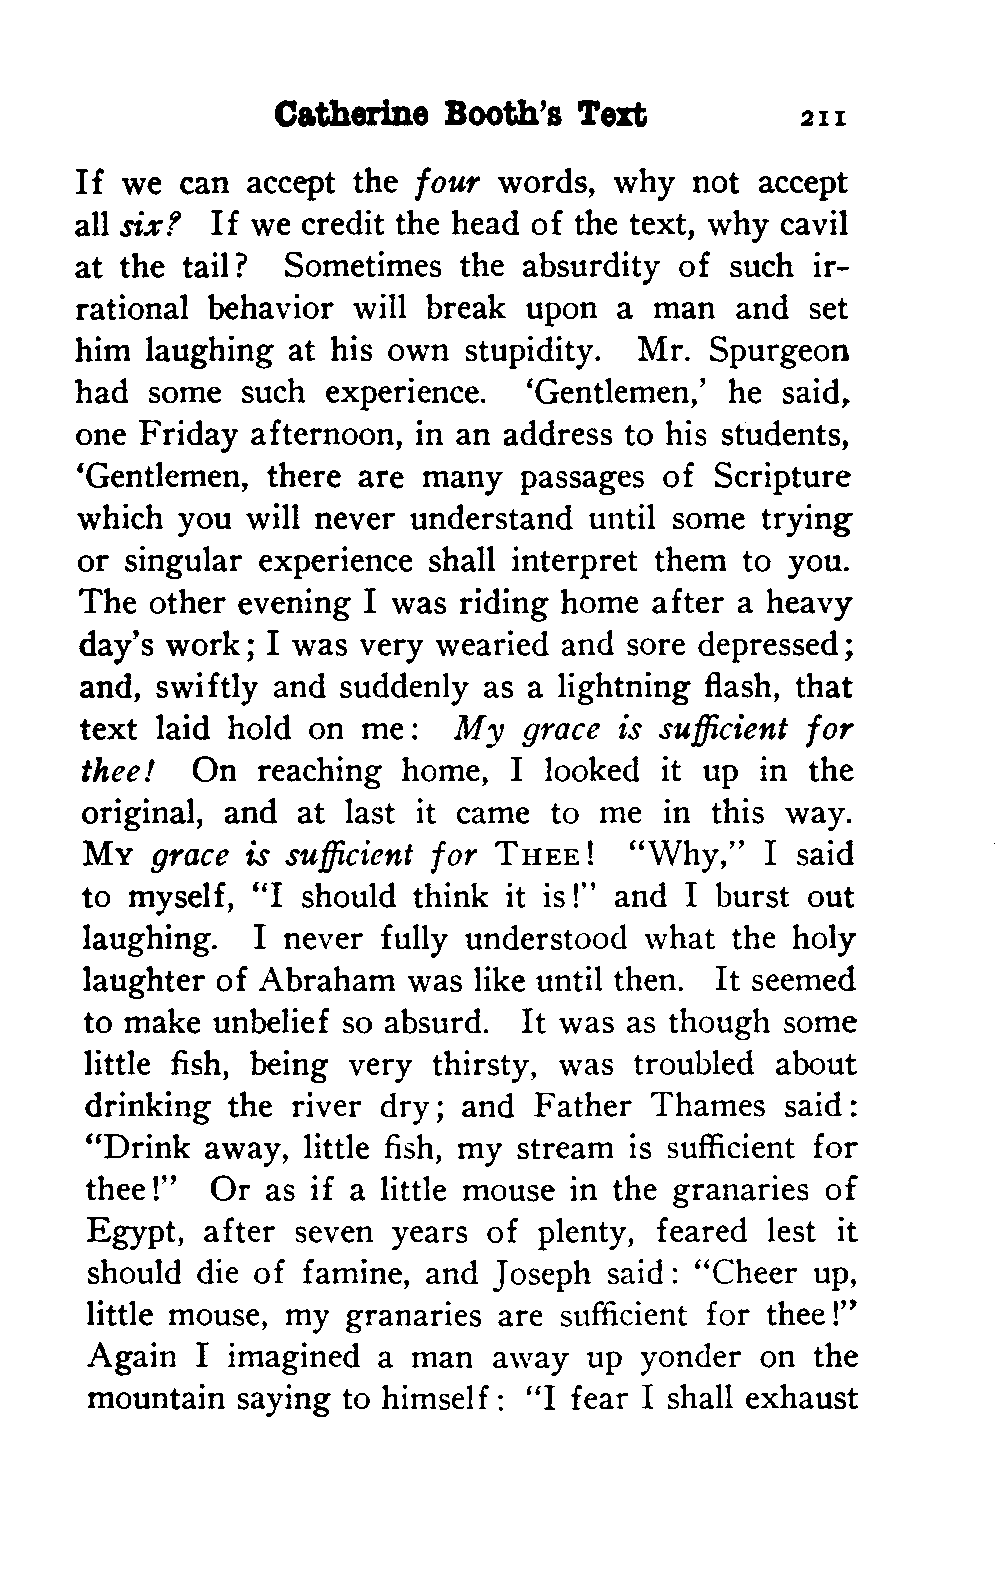 Catherine Booth's Text 211
If we can accept the four words, why not accept
all six? If we credit the head of the text, why cavil
at the tail? Sometimes the absurdity of such ir-
rational behavior will break upon a man and set
him laughing at his own stupidity. Mr. Spurgeon
had some such experience. ‘Gentlemen,’ he said,
one Friday afternoon, in an address to his students,
‘Gentlemen, there are many passages of Scripture
which you will never understand until some trying
or singular experience shall interpret them to you.
The other evening I was riding home after a heavy
day's work; I was very wearied and sore depressed;
and, swiftly and suddenly as a lightning flash, that
text laid hold on me: My grace is sufficient for
thee! On reaching home, I looked it up in the
original, and at last it came to me in this way.
MY grace is sufficient for THEE! “Why,” I said
to myself, “I should think it is!” and I burst out
laughing. I never fully understood what the holy
laughter of Abraham was like until then. It seemed
to make unbelief so absurd. It was as though some
little fish, being very thirsty, was troubled about
drinking the river dry; and Father Thames said:
“Drink away, little fish, my stream is sufficient for
thee!” Or as if a little mouse in the granaries of
Egypt, after seven years of plenty, feared lest it
should die of famine, and Joseph said: “Cheer up,
little mouse, my granaries are sufficient for thee!”
Again I imagined a man away up yonder on the
mountain saying to himself: “I fear I shall exhaust